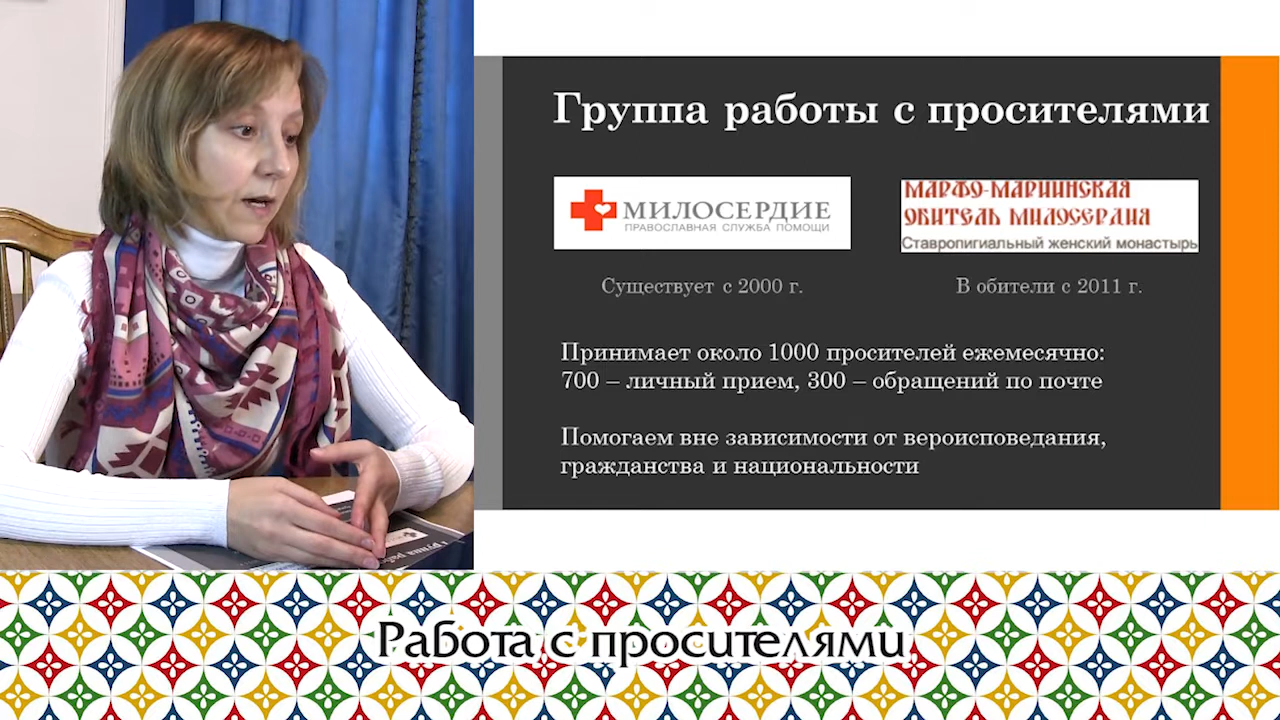 Группа работы с просителями
МИЛОСЕРДИЕ
ПРАВОСЛАВНАЯ СЛУЖБА ПОМОЩИ
МАРФО-МАРИИНСКАЯ
ОБИТЕЛЬ МИЛОСЕРДИЯ
Ставропигиальный женский монастырь
Существует с 2000 г.
В обители с 2011 г.
Принимает около 1000 просителей ежемесячно:
700 – личный прием, 300 – обращений по почте
Помогаем вне зависимости от вероисповедания,
гражданства и национальности
Работа с просителями